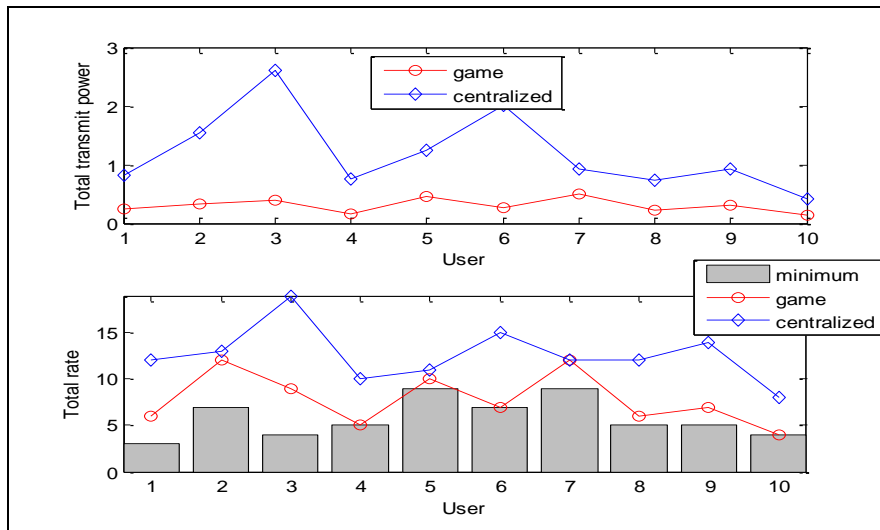 3
2
1
0
Total transmit power
game
centralized
1 2 3 4 5 6 7 8 9 10
User
minimum
game
centralized
15
10
5
0
Total rate
1 2 3 4 5 6 7 8 9 10
User